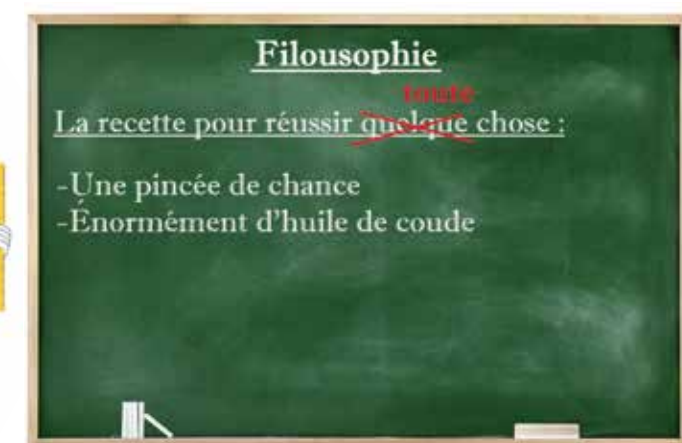 Filousophie
toute
La recette pour réussir quelque chose :
-Une pincée de chance
-Énormément d'huile de coude